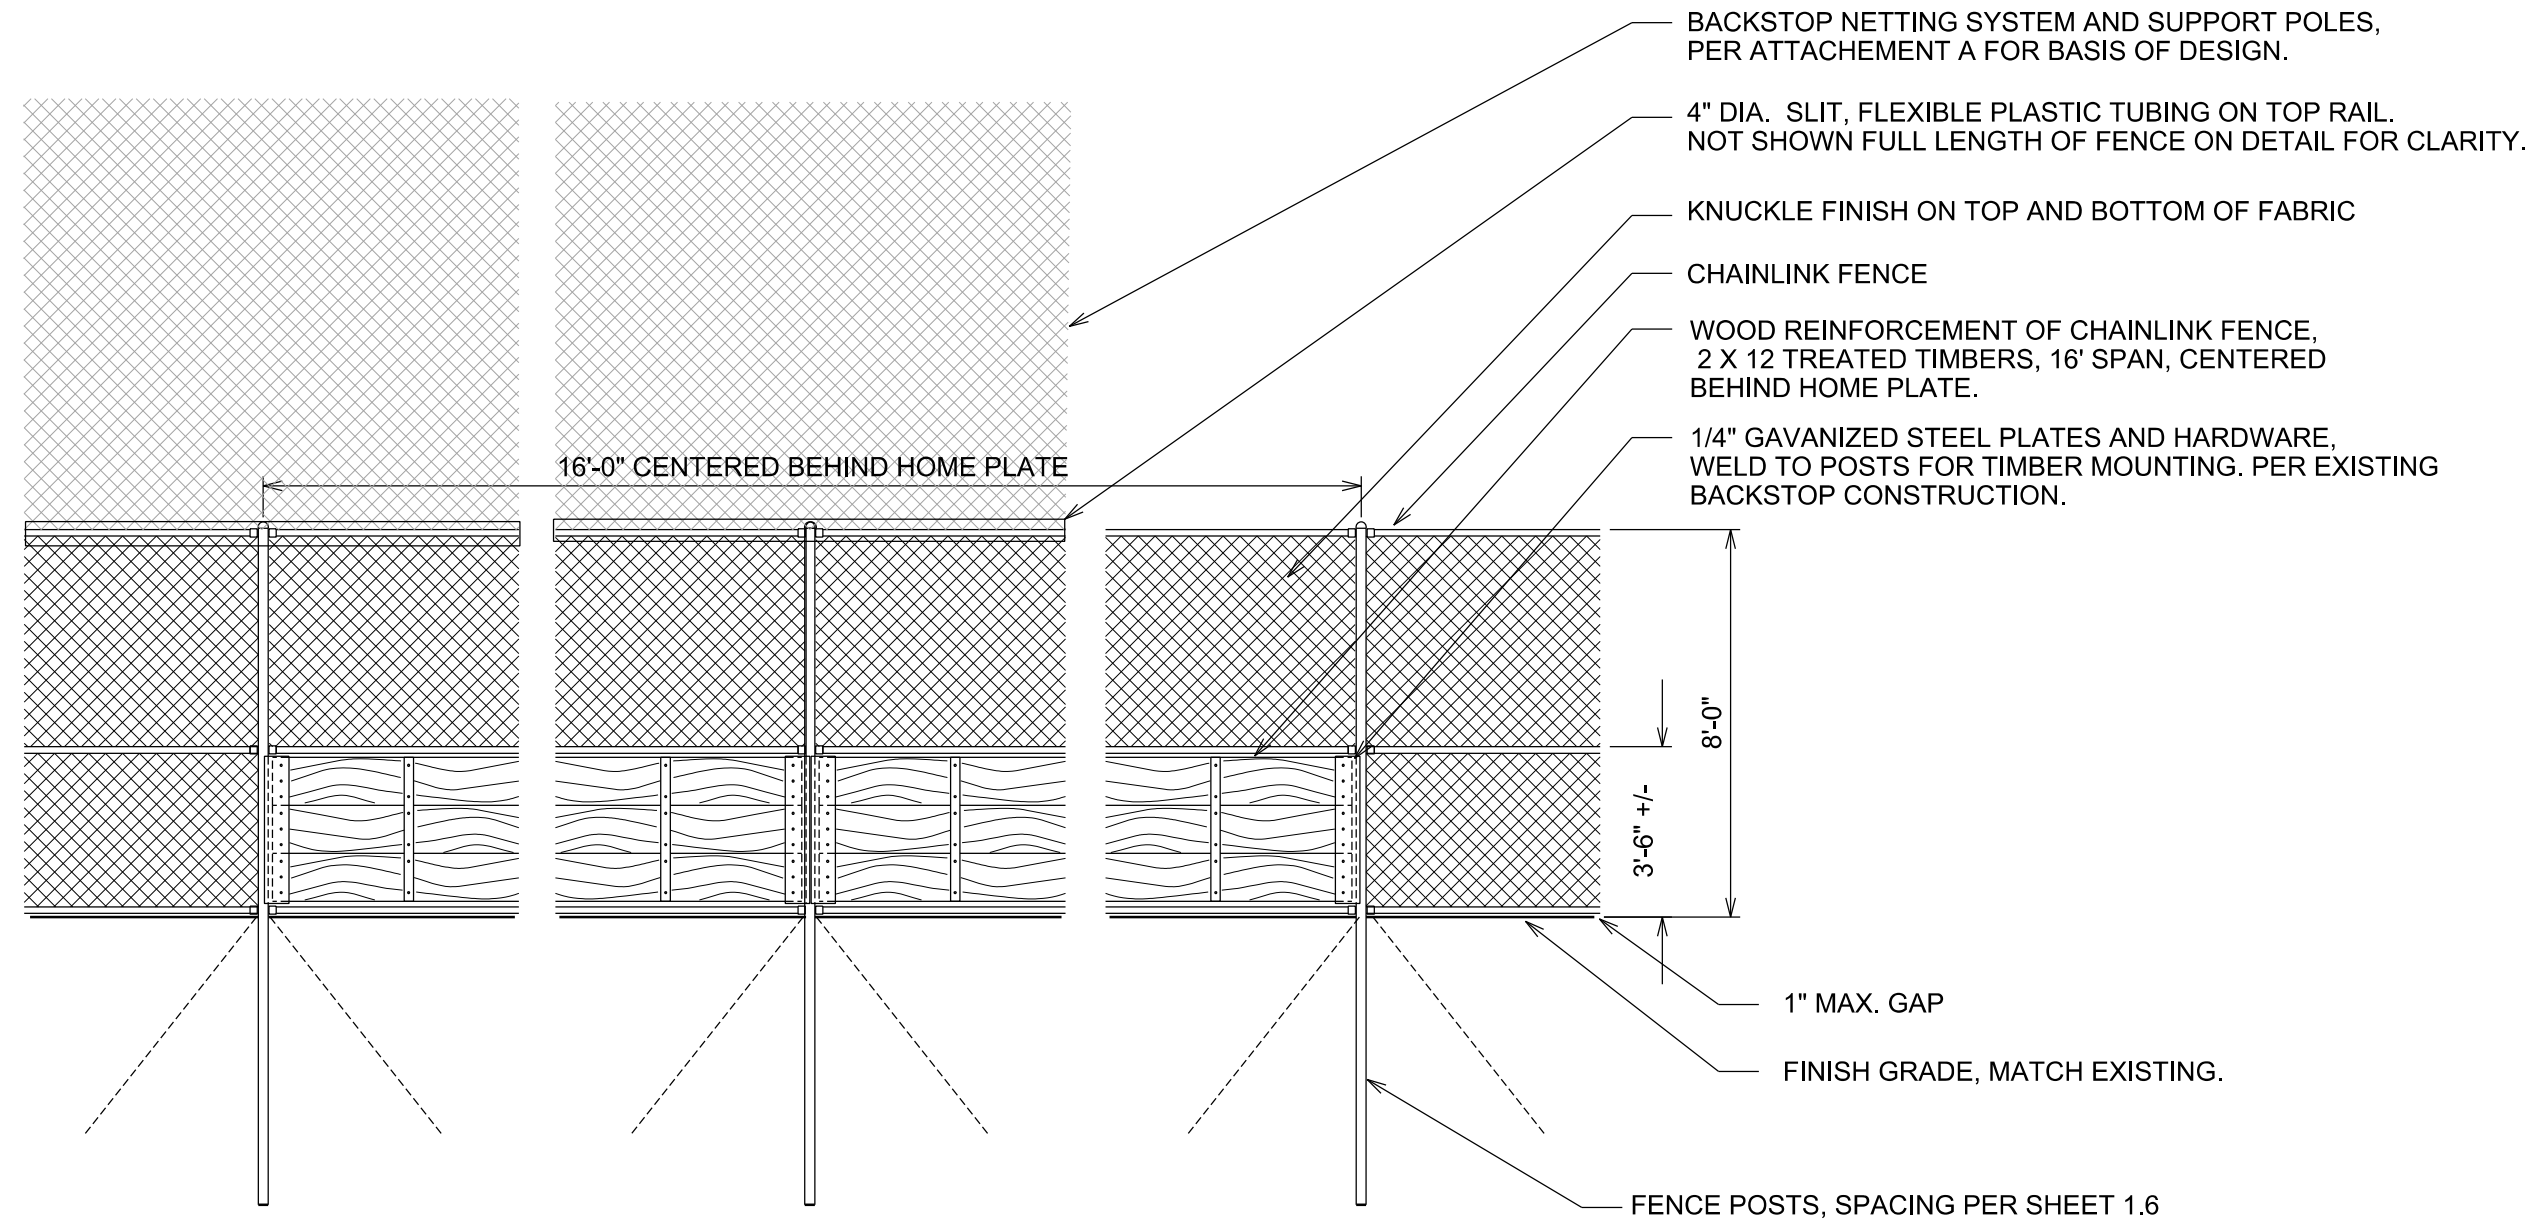 BACKSTOP NETTING SYSTEM AND SUPPORT POLES,
PER ATTACHEMENT A FOR BASIS OF DESIGN.
4" DIA. SLIT, FLEXIBLE PLASTIC TUBING ON TOP RAIL.
NOT SHOWN FULL LENGTH OF FENCE ON DETAIL FOR CLARITY.
KNUCKLE FINISH ON TOP AND BOTTOM OF FABRIC
CHAINLINK FENCE
WOOD REINFORCEMENT OF CHAINLINK FENCE,
2 X 12 TREATED TIMBERS, 16' SPAN, CENTERED
BEHIND HOME PLATE.
1/4" GAVANIZED STEEL PLATES AND HARDWARE,
WELD TO POSTS FOR TIMBER MOUNTING. PER EXISTING
BACKSTOP CONSTRUCTION.
16'-0" CENTERED BEHIND HOME PLATE
8'-0"
3'-6" +/-
1" MAX. GAP
FINISH GRADE, MATCH EXISTING.
FENCE POSTS, SPACING PER SHEET 1.6